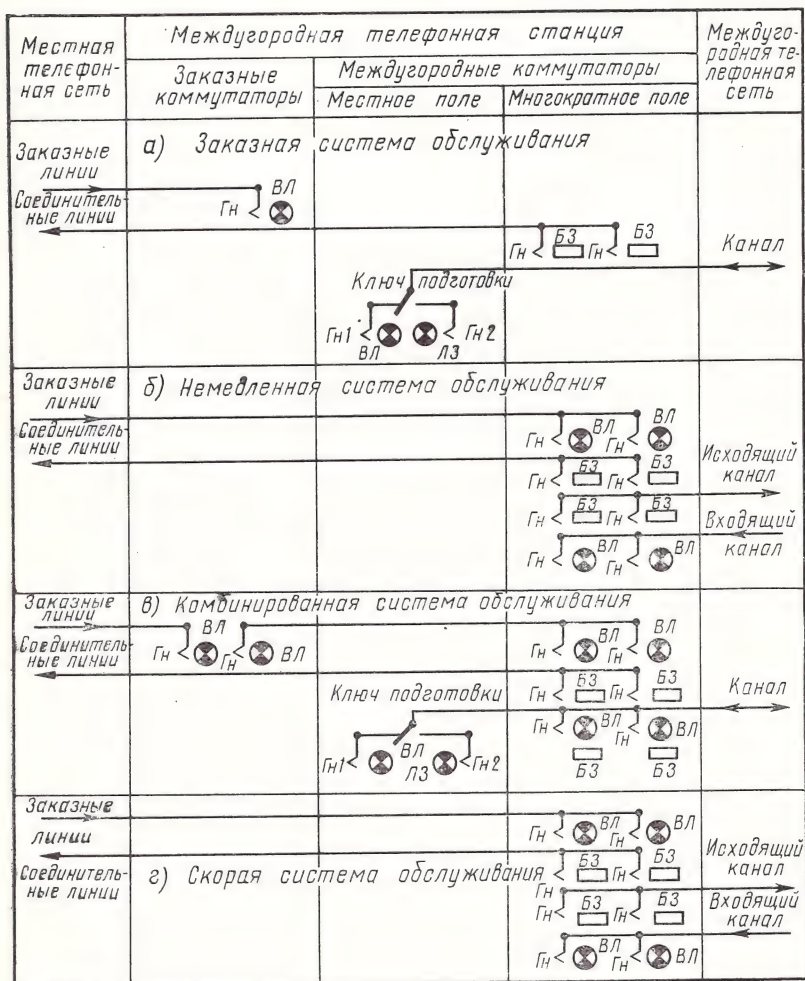 Местная
телефон-
ная сеть
Междугородная телефонная станция
Заказные
коммутаторы
Междугородные коммутаторы
Местное поле
Многократное поле
Междуго-
родная те-
лефонная
сеть
а) Заказная система обслуживания
Заказные
линии
ВЛ
Гн
Соединитель-
ные линии
БЗ
БЗ
Гн
Гн
Канал
Ключ подготовки
Гн1
Гн2
ВЛ
ЛЗ
Заказные
линии
б) Немедленная система обслуживания
Соединитель-
ные линии
ВЛ
ВЛ
Гн
Гн
БЗ
БЗ
Гн
Гн
Исходящий
канал
БЗ
БЗ
Гн
Гн
Входящий
канал
ВЛ
ВЛ
Гн
Гн
Заказные
линии
в) Комбинированная система обслуживания
ВЛ
Гн
Гн
ВЛ
ВЛ
ВЛ
Гн
Гн
Соединитель-
ные линии
БЗ
БЗ
Гн
Гн
Канал
Ключ подготовки
Гн
ВЛ
Гн
ВЛ
Гн1
ВЛ
ЛЗ
Гн2
БЗ
БЗ
Заказные
линии
ВЛ
ВЛ
Гн
Гн
Соединитель-
ные линии
г) Скорая система обслуживания
БЗ
БЗ
Гн
Гн
Исходящий
канал
Гн
БЗ
Гн
БЗ
Входящий
канал
Гн
ВЛ
Гн
ВЛ